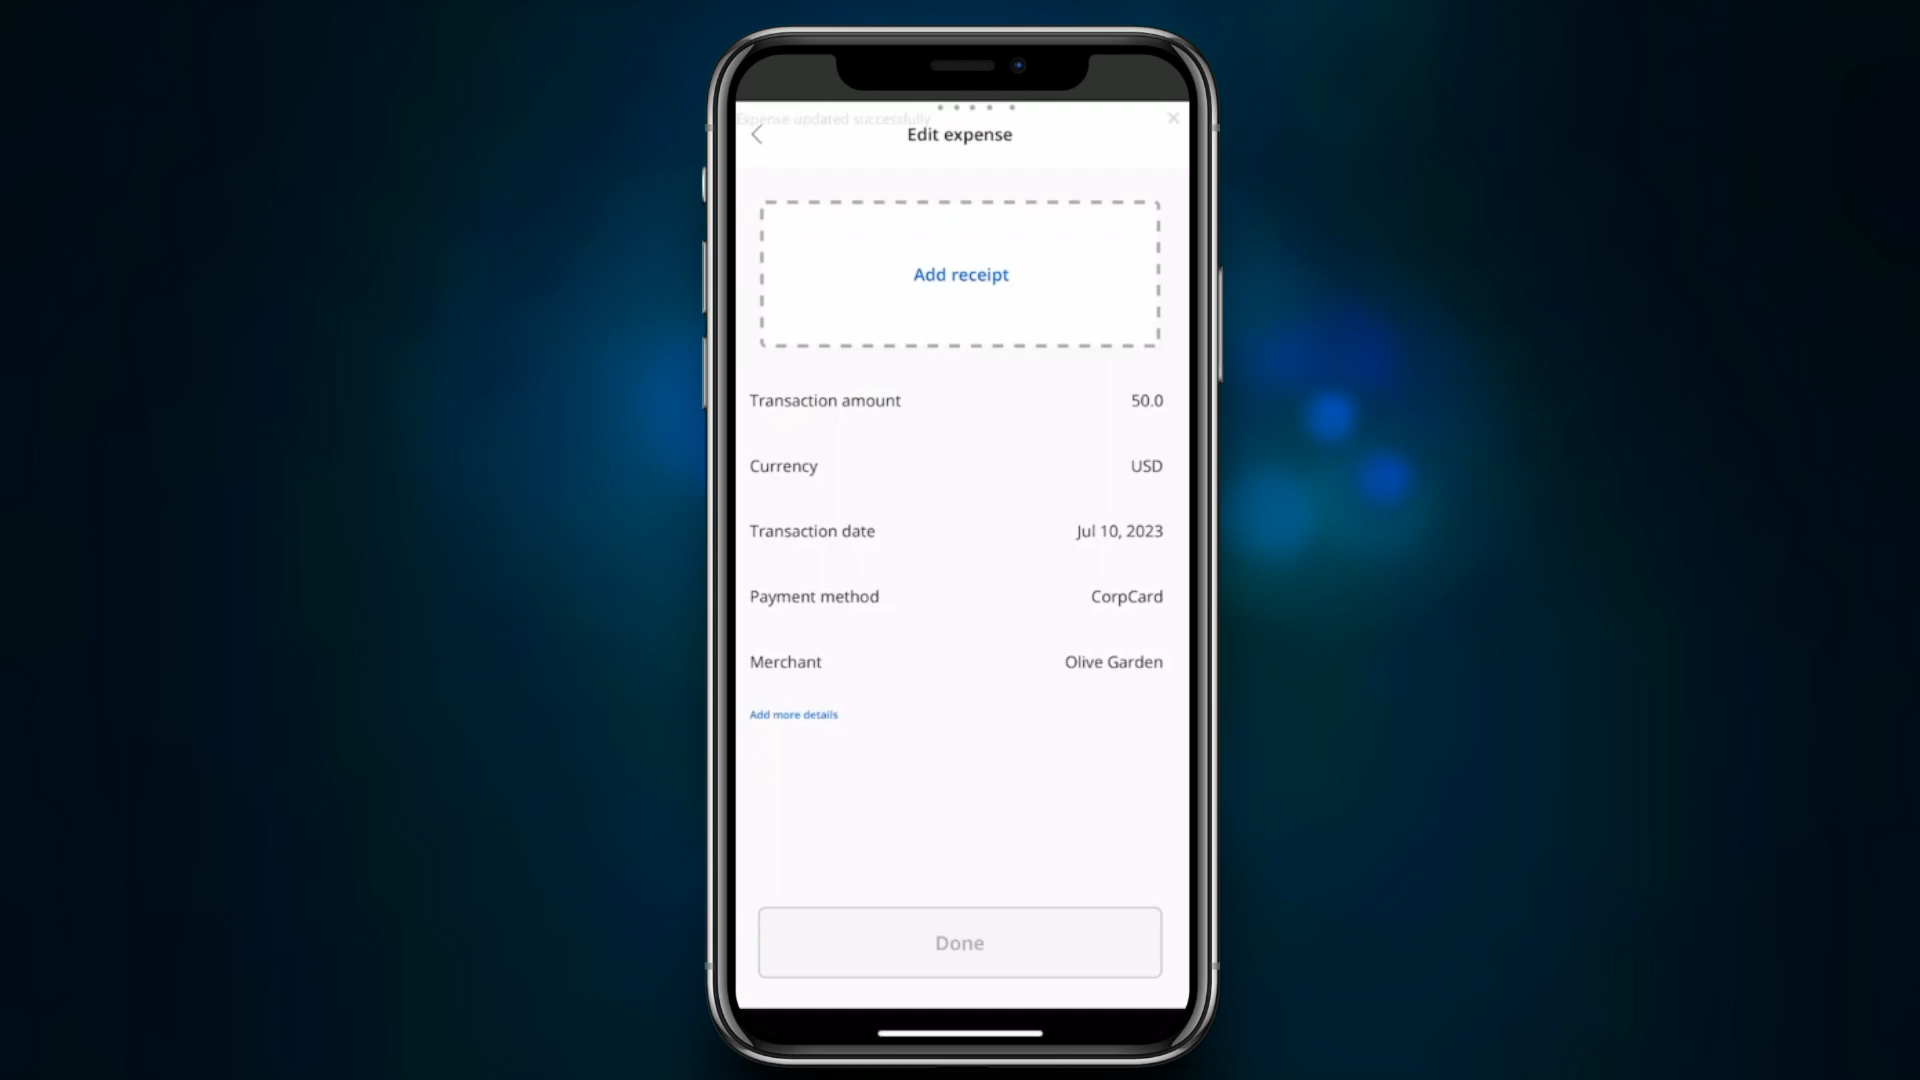 Expense updated successfully
Edit expense
Add receipt
Transaction amount 50.0
Currency USD
Transaction date Jul 10, 2023
Payment method CorpCard
Merchant Olive Garden
Add more details
Done